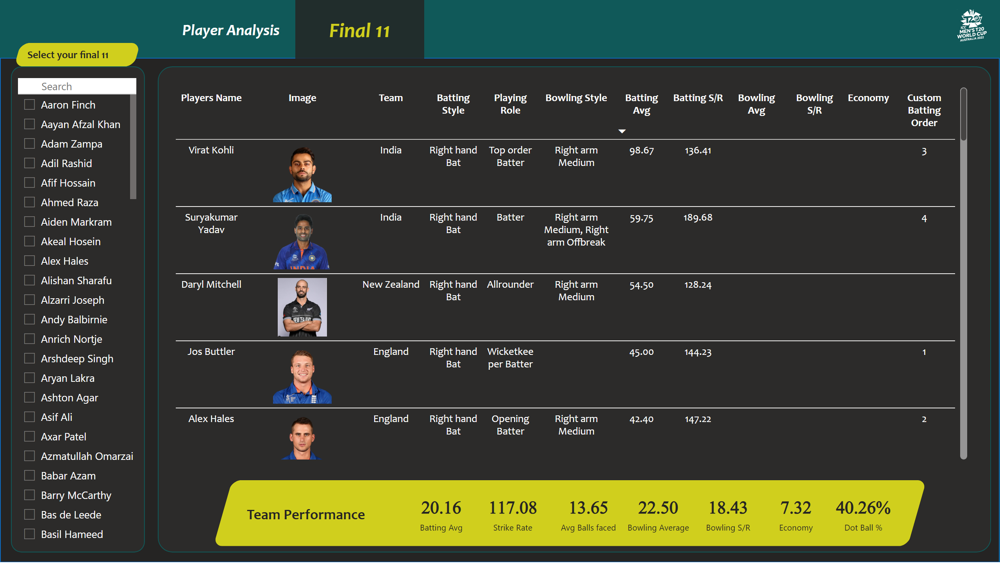 Player Analysis
Final 11
ICC
MEN'S T20
WORLD CUP
AUSTRALIA 2022
Select your final 11
Search
Aaron Finch
Aayan Afzal Khan
Adam Zampa
Adil Rashid
Afif Hossain
Ahmed Raza
Aiden Markram
Akeal Hosein
Alex Hales
Alishan Sharafu
Alzarri Joseph
Andy Balbirnie
Anrich Nortje
Arshdeep Singh
Aryan Lakra
Ashton Agar
Asif Ali
Axar Patel
Azmatullah Omarzai
Babar Azam
Barry McCarthy
Bas de Leede
Basil Hameed
Players Name Image Team Batting Playing Bowling Style Batting Batting S/R Bowling Bowling Economy Custom
Style Role Avg Avg S/R Batting
Order
Virat Kohli India Right hand Top order Right arm 98.67 136.41 3
Bat Batter Medium
Suryakumar India Right hand Batter Right arm 59.75 189.68 4
Yadav Bat Medium, Right
arm Offbreak
INDIA
Daryl Mitchell New Zealand Right hand Allrounder Right arm 54.50 128.24
Bat Medium
NEW ZEALAND
Jos Buttler England Right hand Wicketkee 45.00 144.23 1
Bat per Batter
Alex Hales England Right hand Opening Right arm 42.40 147.22 2
Bat Batter Medium
Team Performance
20.16 117.08 13.65 22.50 18.43 7.32 40.26%
Batting Avg Strike Rate Avg Balls faced Bowling Average Bowling S/R Economy Dot Ball %